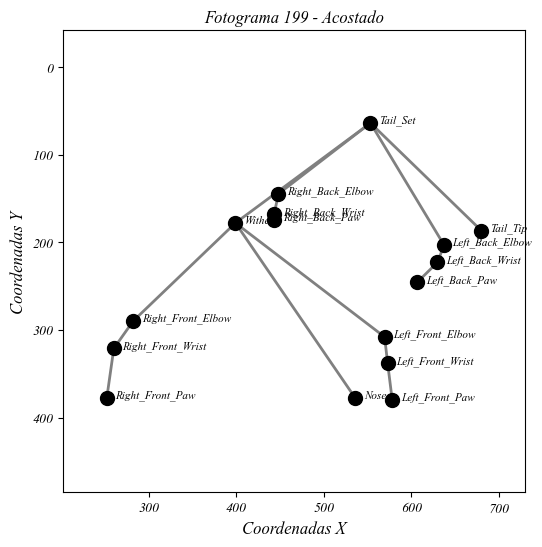 Fotograma 199 - Acostado
Coordenadas Y
0
100
200
300
400
Tail_Set
Right_Back_Elbow
Right_Back_Wrist
Right_Back_Paw
Tail_Tip
Left_Back_Elbow
Left_Back_Wrist
Left_Back_Paw
Right_Front_Elbow
Right_Front_Wrist
Right_Front_Paw
Left_Front_Elbow
Left_Front_Wrist
Nose
Left_Front_Paw
300
400
500
600
700
Coordenadas X